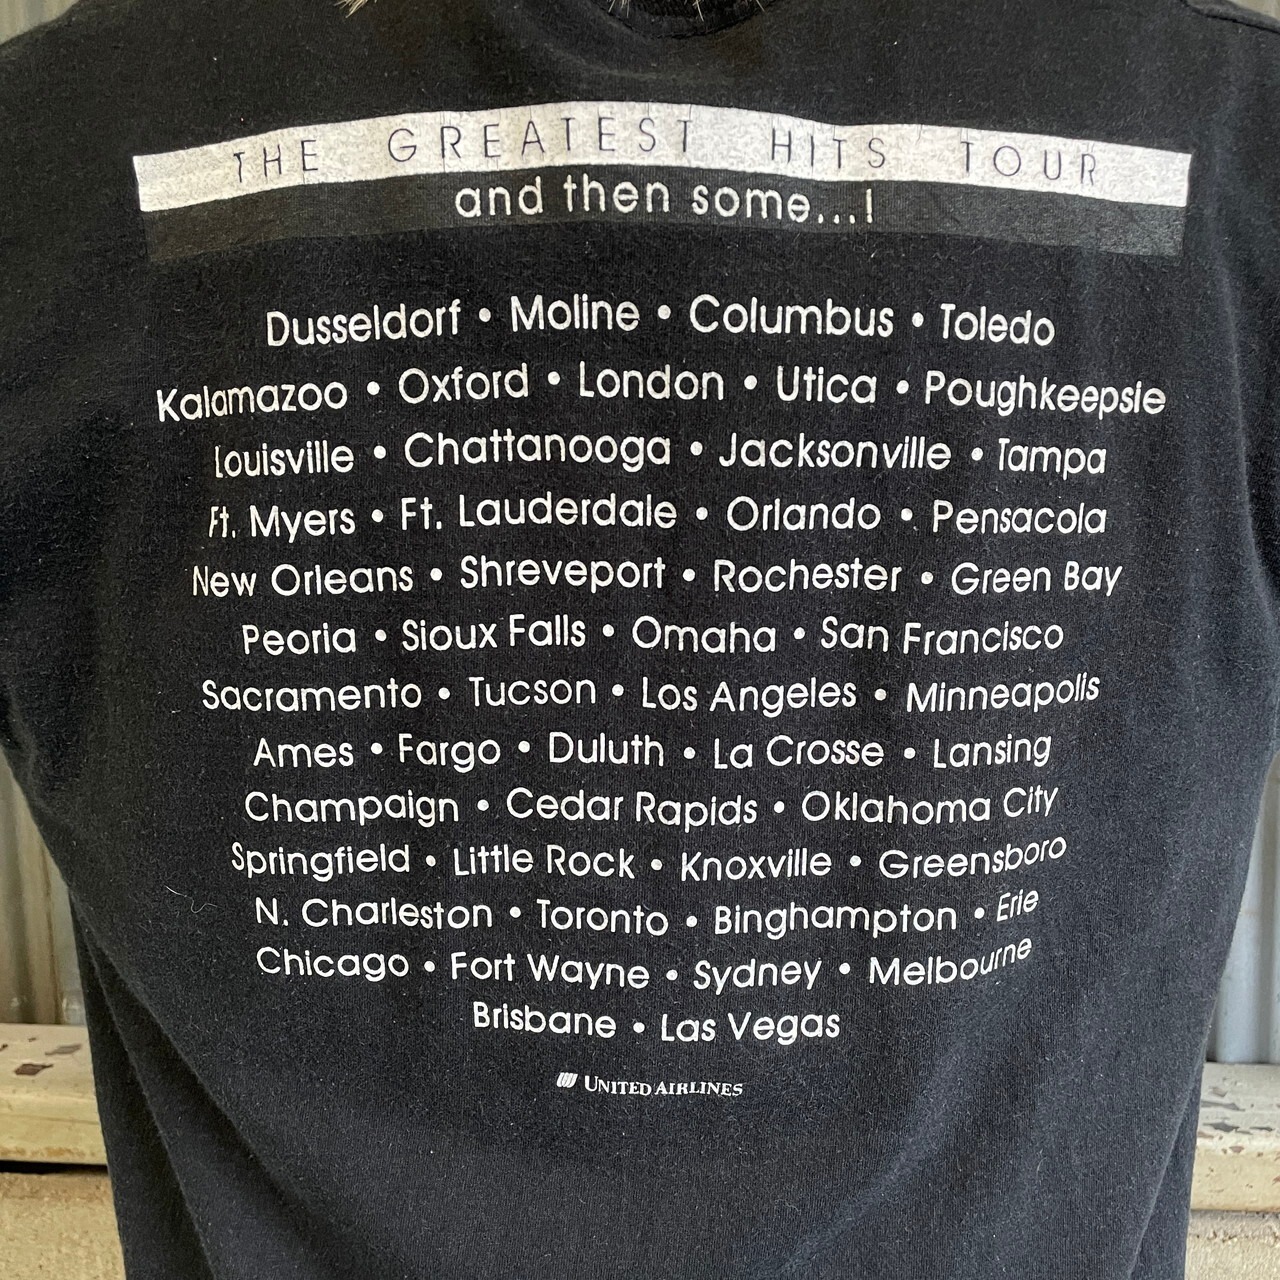 THE GREATEST HITS TOUR
and then some...!
Dusseldorf • Moline • Columbus • Toledo
Kalamazoo • Oxford • London • Utica • Poughkeepsie
Louisville • Chattanooga • Jacksonville • Tampa
Ft. Myers • Ft. Lauderdale • Orlando • Pensacola
New Orleans • Shreveport • Rochester • Green Bay
Peoria • Sioux Falls • Omaha • San Francisco
Sacramento • Tucson • Los Angeles • Minneapolis
Ames • Fargo • Duluth • La Crosse • Lansing
Champaign • Cedar Rapids • Oklahoma City
Springfield • Little Rock • Knoxville • Greensboro
N. Charleston • Toronto • Binghampton • Erie
Chicago • Fort Wayne • Sydney • Melbourne
Brisbane • Las Vegas
UNITED AIRLINES